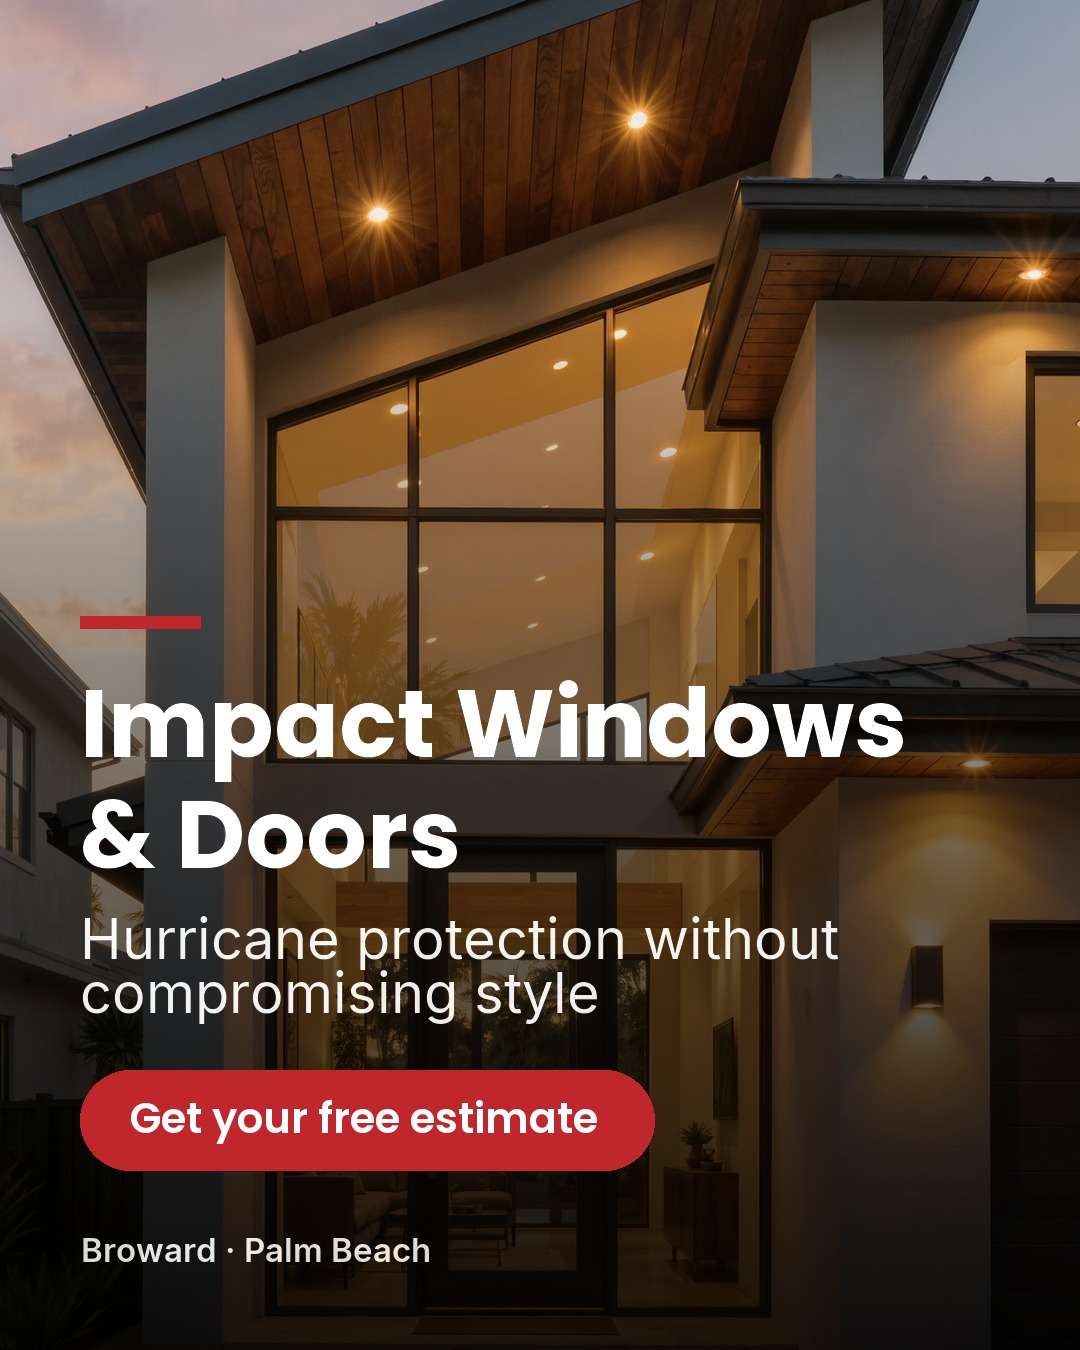 Impact Windows
& Doors
Hurricane protection without
compromising style
Get your free estimate
Broward · Palm Beach